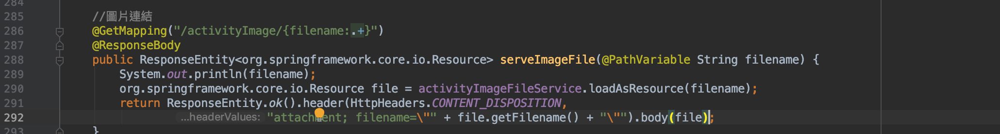 284
285 //圖片連結
286 @GetMapping("/activityImage/{filename:.+}")
287 @ResponseBody
288 public ResponseEntity<org.springframework.core.io.Resource> serveImageFile(@PathVariable String filename) {
289 System.out.println(filename);
290 org.springframework.core.io.Resource file = activityImageFileService.loadAsResource(filename);
291 return ResponseEntity.ok().header(HttpHeaders.CONTENT_DISPOSITION,
292 ...headerValues: "attachment; filename=\"" + file.getFilename() + "\"").body(file);
293 }